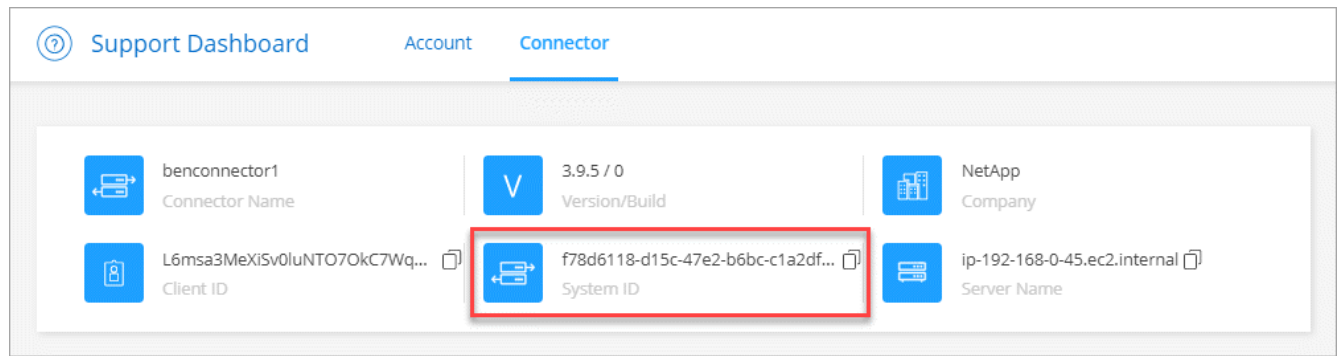 Support Dashboard Account Connector
benconnector1 3.9.5 / 0 NetApp
Connector Name V Version/Build Company
L6msa3MeXiSv0luNTO7OkC7Wq... f78d6118-d15c-47e2-b6bc-c1a2df... ip-192-168-0-45.ec2.internal
Client ID System ID Server Name